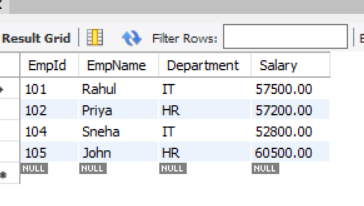 Result Grid Filter Rows:
EmpId EmpName Department Salary
101 Rahul IT 57500.00
102 Priya HR 57200.00
104 Sneha IT 52800.00
105 John HR 60500.00
NULL NULL NULL NULL